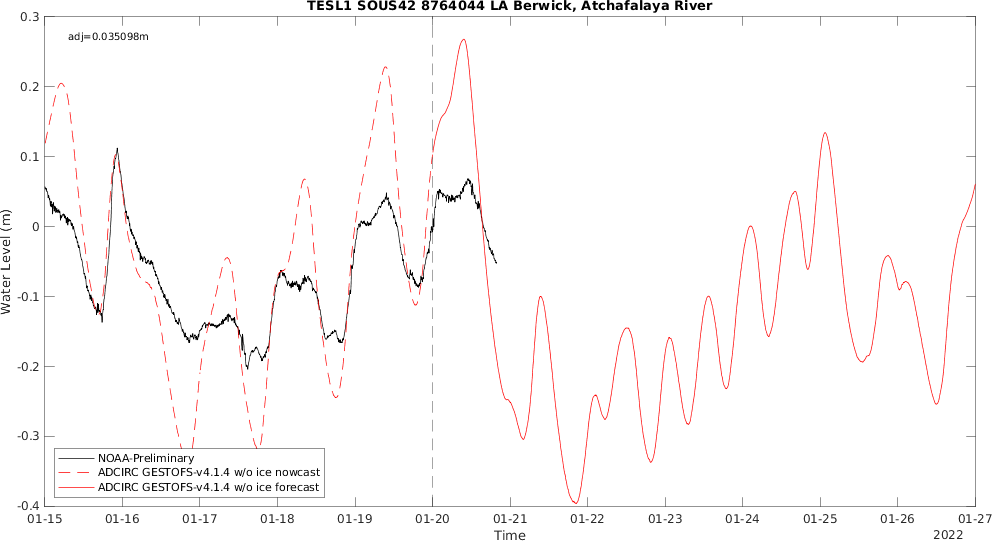 TESL1 SOUS42 8764044 LA Berwick, Atchafalaya River
adj=0.035098m
0.3
0.2
0.1
0
-0.1
-0.2
-0.3
-0.4
Water Level (m)
NOAA-Preliminary
ADCIRC GESTOFS-v4.1.4 w/o ice nowcast
ADCIRC GESTOFS-v4.1.4 w/o ice forecast
01-15 01-16 01-17 01-18 01-19 01-20 01-21 01-22 01-23 01-24 01-25 01-26 01-27
Time
2022